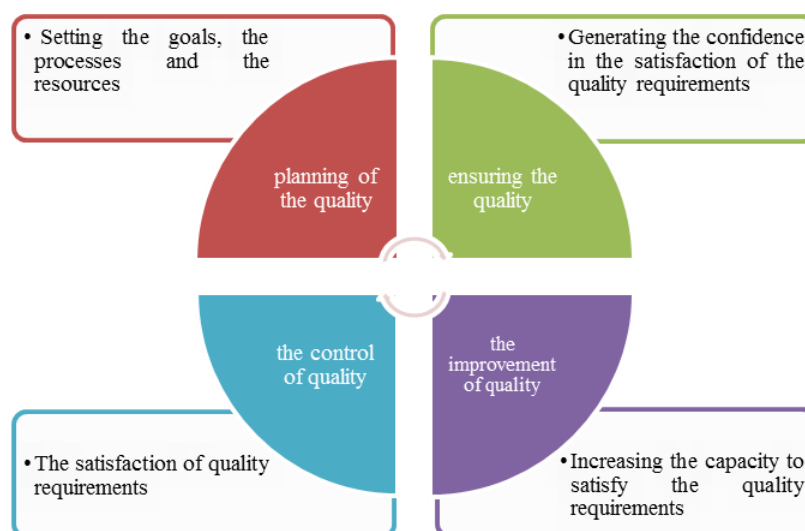 • Setting the goals, the
processes and the
resources
• Generating the confidence
in the satisfaction of the
quality requirements
planning of
the quality
ensuring the
quality
the control
of quality
the
improvement
of quality
• The satisfaction of quality
requirements
• Increasing the capacity to
satisfy the quality
requirements